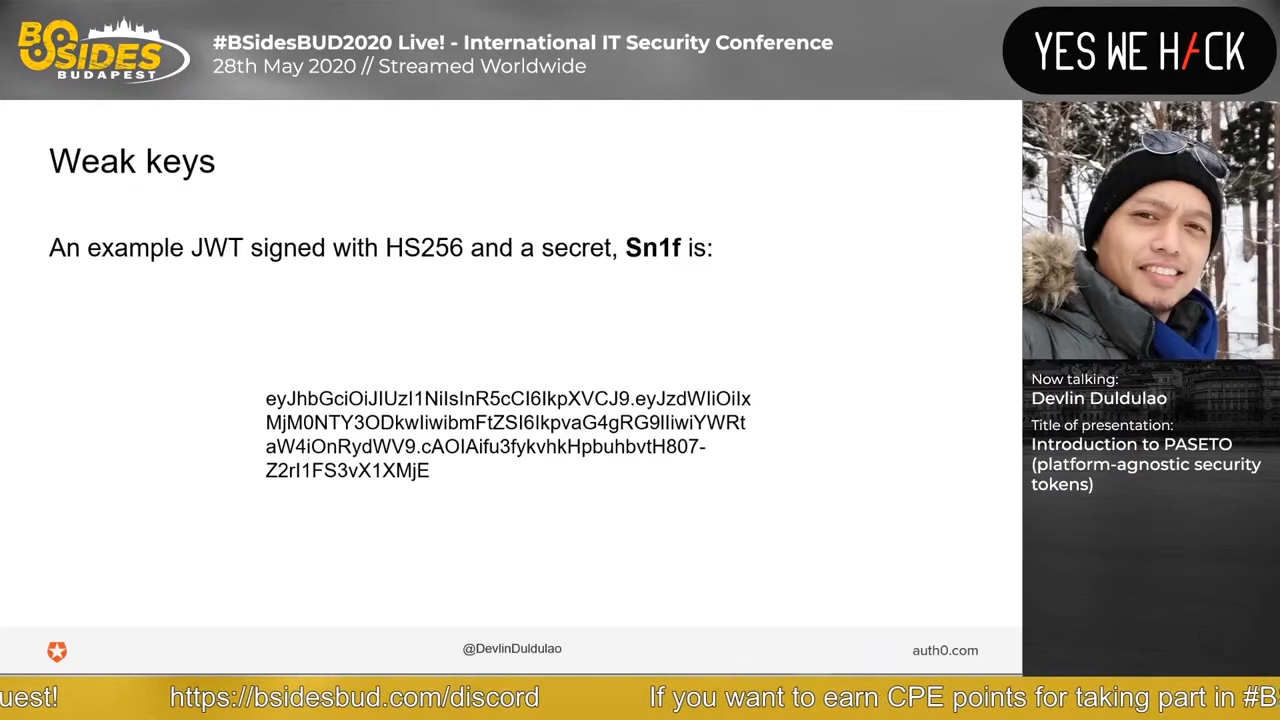 BSIDES
BUDAPEST
#BSidesBUD2020 Live! - International IT Security Conference
28th May 2020 // Streamed Worldwide
YES WE H/CK
Weak keys
An example JWT signed with HS256 and a secret, Sn1f is:
eyJhbGciOiJIUzI1NiIsInR5cCI6IkpXVCJ9.eyJzdWIiOiIx
MjM0NTY3ODkwIiwibmFtZSI6IkpvaG4gRG9lIiwiYWRt
aW4iOnRydWV9.cAOIAifu3fykvhkHpbuhbvtH807-
Z2rI1FS3vX1XMjE
Now talking:
Devlin Duldulao
Title of presentation:
Introduction to PASETO
(platform-agnostic security
tokens)
@DevlinDuldulao
auth0.com
uest!
https://bsidesbud.com/discord
If you want to earn CPE points for taking part in #BS